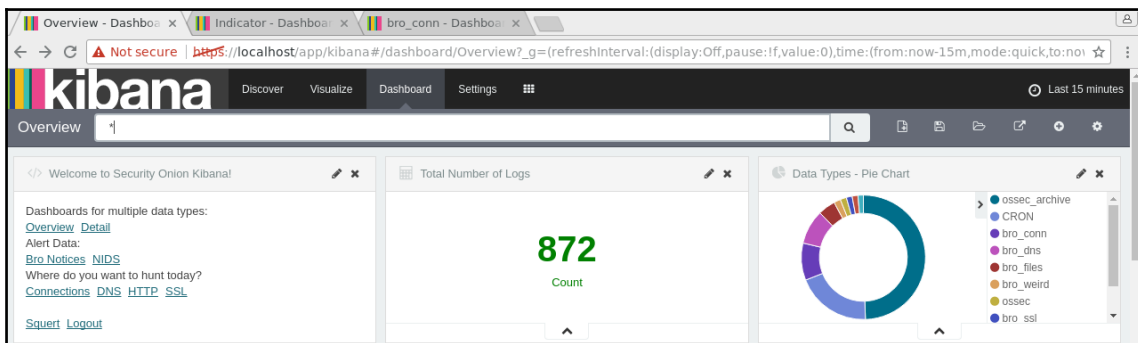 Overview - Dashboa
Indicator - Dashboa
bro_conn - Dashboa
Not secure https://localhost/app/kibana#/dashboard/Overview?_g=(refreshInterval:(display:Off,pause:!f,value:0),time:(from:now-15m,mode:quick,to:nov
kibana Discover Visualize Dashboard Settings Last 15 minutes
Overview *
</> Welcome to Security Onion Kibana!
Dashboards for multiple data types:
Overview Detail
Alert Data:
Bro Notices NIDS
Where do you want to hunt today?
Connections DNS HTTP SSL
Squert Logout
Total Number of Logs
872
Count
Data Types - Pie Chart
ossec_archive
CRON
bro_conn
bro_dns
bro_files
bro_weird
ossec
bro_ssl